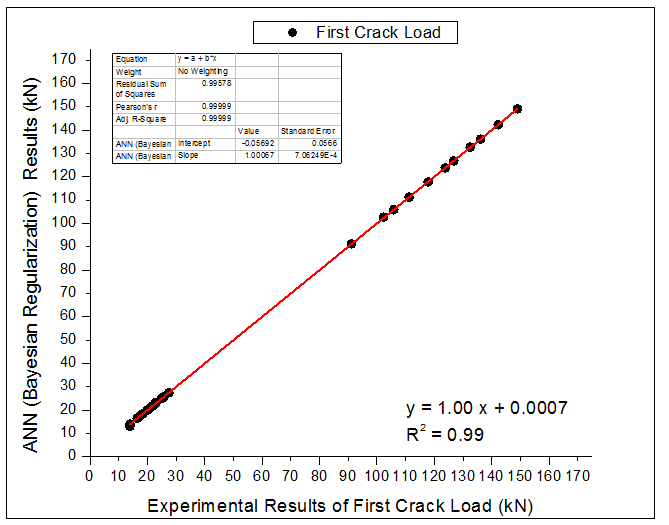 First Crack Load
Equation y = a + b*x
Weight No Weighting
Residual Sum of Squares 0.99578
Pearson's r 0.99999
Adj. R-Square 0.99999
Value Standard Error
ANN (Bayesian Intercept -0.05692 0.0566
ANN (Bayesian Slope 1.00067 7.06249E-4
ANN (Bayesian Regularization) Results (kN)
170
160
150
140
130
120
110
100
90
80
70
60
50
40
30
20
10
0
y = 1.00 x + 0.0007
R² = 0.99
0 10 20 30 40 50 60 70 80 90 100 110 120 130 140 150 160 170
Experimental Results of First Crack Load (kN)